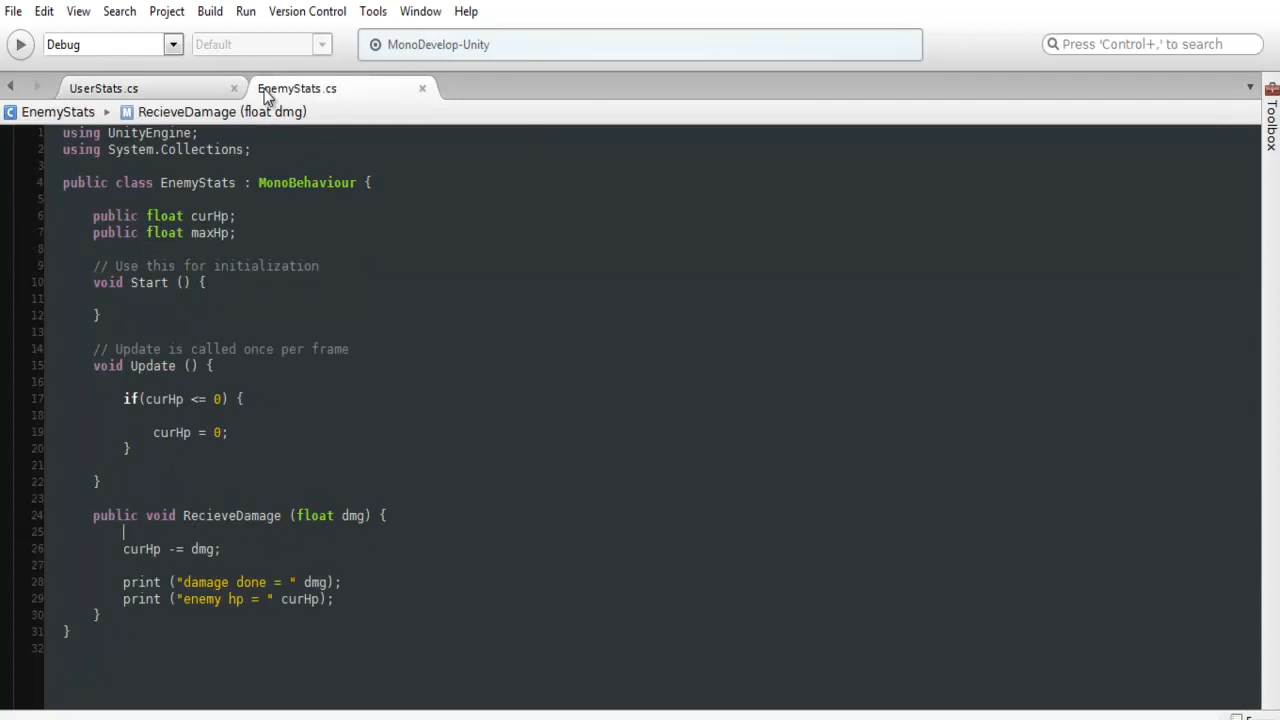 File Edit View Search Project Build Run Version Control Tools Window Help
Debug Default MonoDevelop-Unity Press 'Control+,' to search
UserStats.cs EnemyStats.cs
EnemyStats RecieveDamage (float dmg)
Toolbox
1 using UnityEngine;
2 using System.Collections;
3
4 public class EnemyStats : MonoBehaviour {
5
6 public float curHp;
7 public float maxHp;
8
9 // Use this for initialization
10 void Start () {
11
12 }
13
14 // Update is called once per frame
15 void Update () {
16
17 if(curHp <= 0) {
18
19 curHp = 0;
20 }
21
22 }
23
24 public void RecieveDamage (float dmg) {
25
26 curHp -= dmg;
27
28 print ("damage done = " dmg);
29 print ("enemy hp = " curHp);
30 }
31 }
32